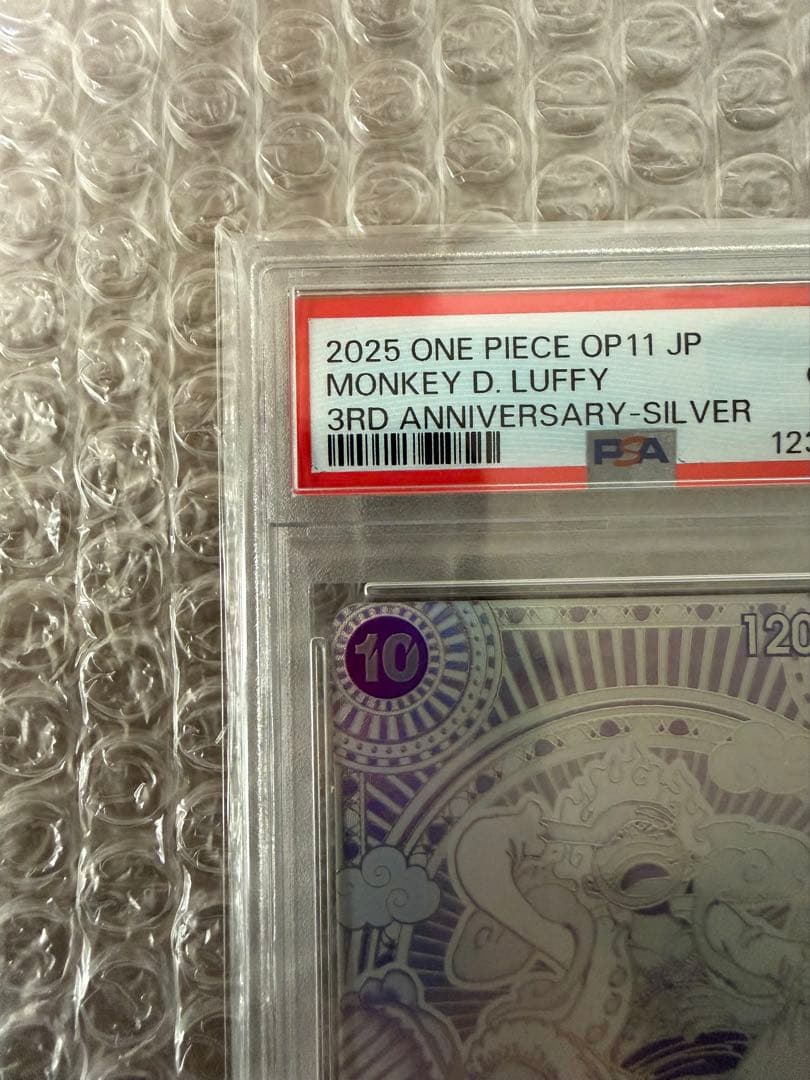 2025 ONE PIECE OP11 JP
MONKEY D. LUFFY
3RD ANNIVERSARY-SILVER
PSA
123
10
120